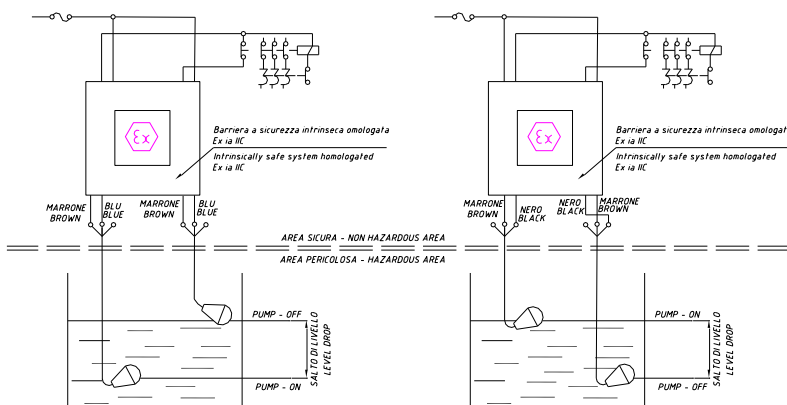 Ex
Barriera a sicurezza intrinseca omologata
Ex ia IIC
Intrinsically safe system homologated
Ex ia IIC
MARRONE
BROWN
BLU
BLUE
MARRONE
BROWN
BLU
BLUE
Ex
Barriera a sicurezza intrinseca omologat
Ex ia IIC
Intrinsically safe system homologated
Ex ia IIC
MARRONE
BROWN
NERO
BLACK
NERO
BLACK
MARRONE
BROWN
AREA SICURA - NON HAZARDOUS AREA
AREA PERICOLOSA - HAZARDOUS AREA
PUMP - OFF
PUMP - ON
SALTO DI LIVELLO
LEVEL DROP
PUMP - ON
PUMP - OFF
SALTO DI LIVELLO
LEVEL DROP